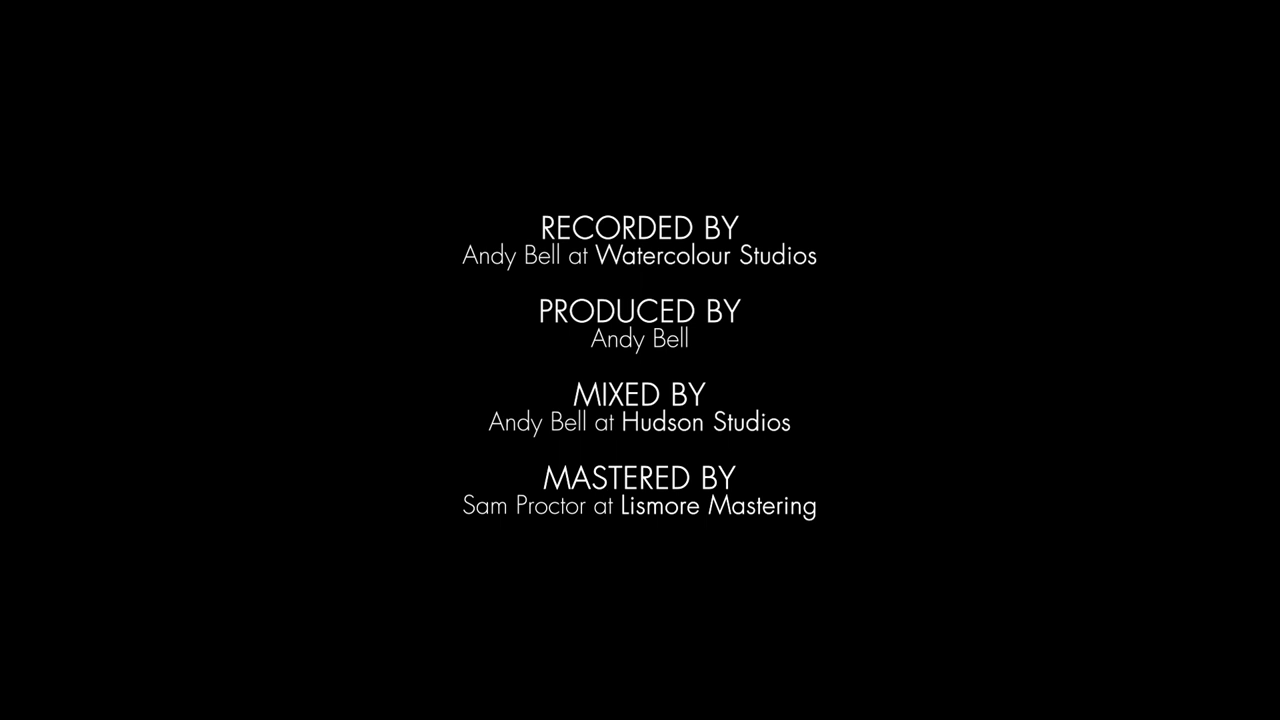 RECORDED BY
Andy Bell at Watercolour Studios
PRODUCED BY
Andy Bell
MIXED BY
Andy Bell at Hudson Studios
MASTERED BY
Sam Proctor at Lismore Mastering